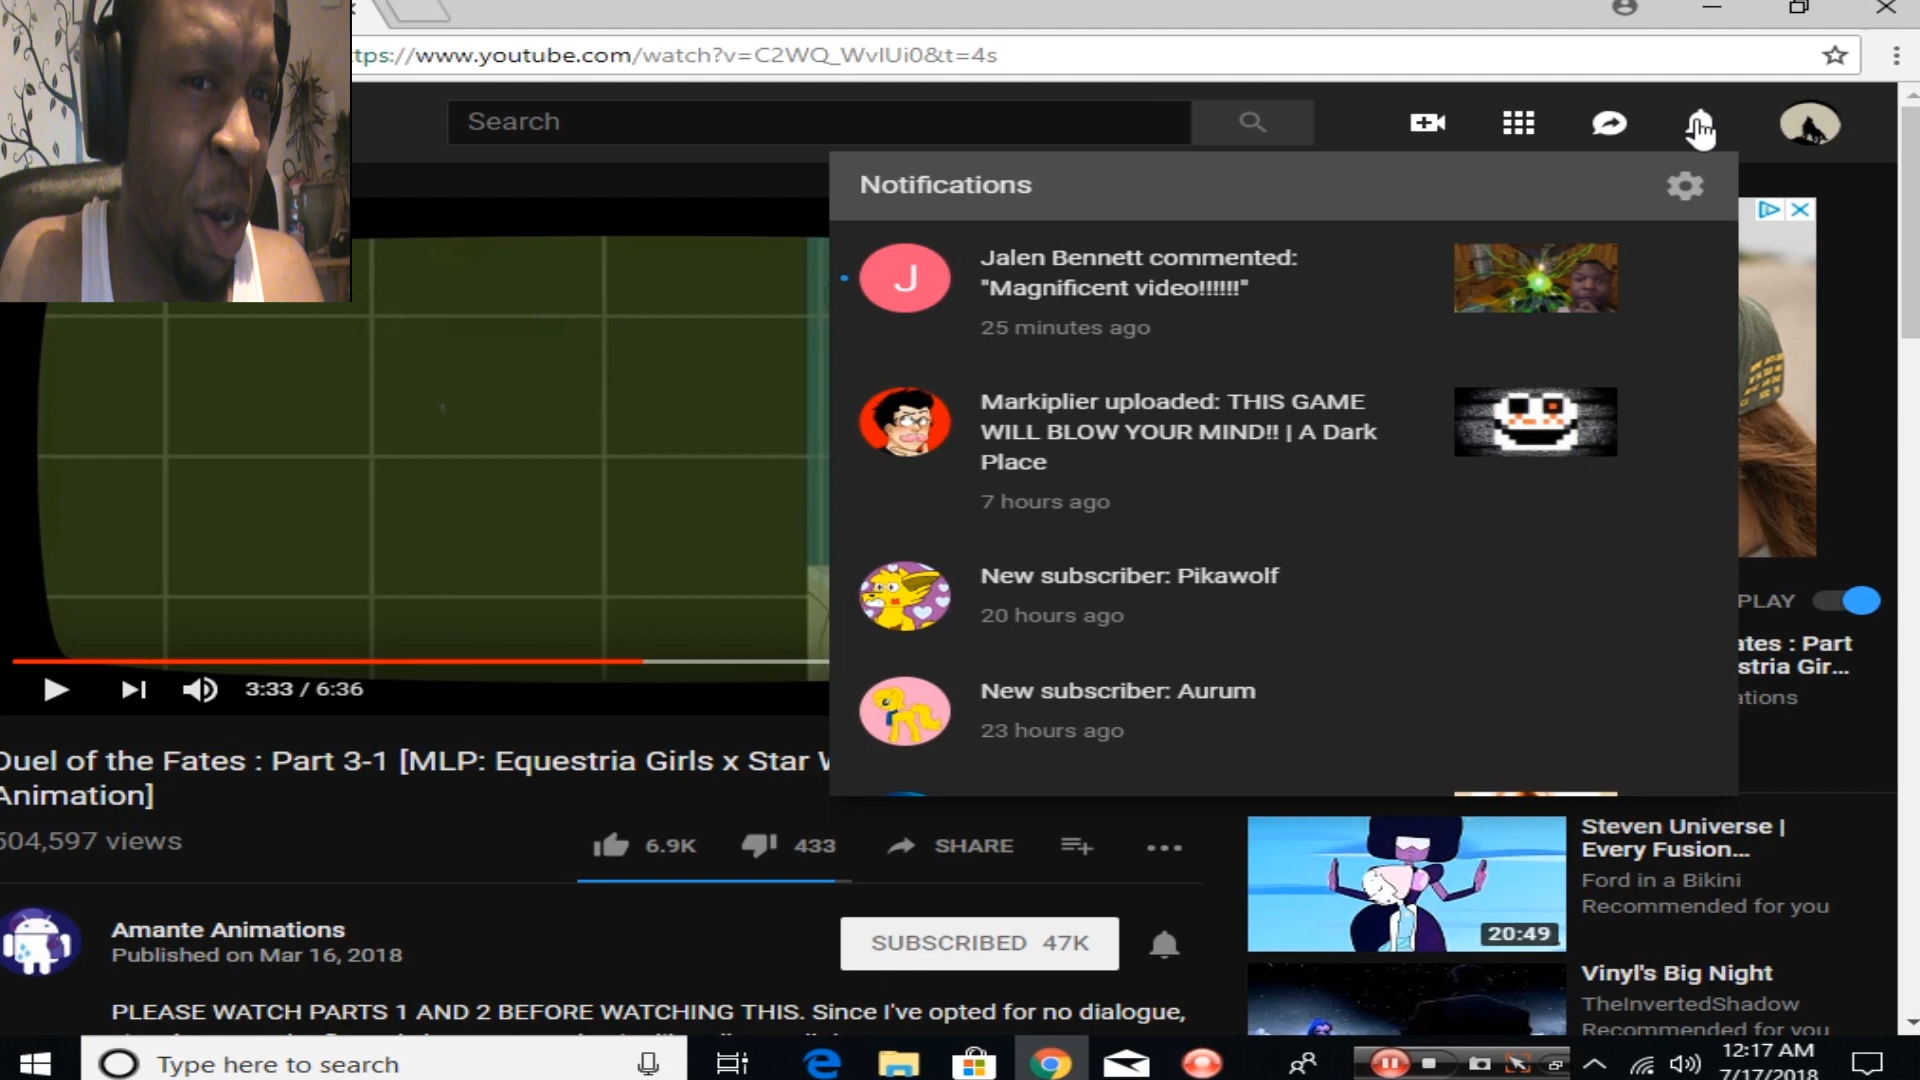 ttps://www.youtube.com/watch?v=C2WQ_WvlUi0&t=4s
Search
Notifications
J
Jalen Bennett commented:
"Magnificent video!!!!!!"
25 minutes ago
Markiplier uploaded: THIS GAME
WILL BLOW YOUR MIND!! | A Dark
Place
7 hours ago
New subscriber: Pikawolf
20 hours ago
New subscriber: Aurum
23 hours ago
PLAY
ates : Part
stria Gir...
ations
3:33 / 6:36
Duel of the Fates : Part 3-1 [MLP: Equestria Girls x Star W
Animation]
504,597 views
6.9K
433
SHARE
Amante Animations
Published on Mar 16, 2018
SUBSCRIBED 47K
PLEASE WATCH PARTS 1 AND 2 BEFORE WATCHING THIS. Since I've opted for no dialogue,
20:49
Steven Universe |
Every Fusion...
Ford in a Bikini
Recommended for you
Vinyl's Big Night
TheInvertedShadow
Recommended for you
Type here to search
12:17 AM
7/17/2018